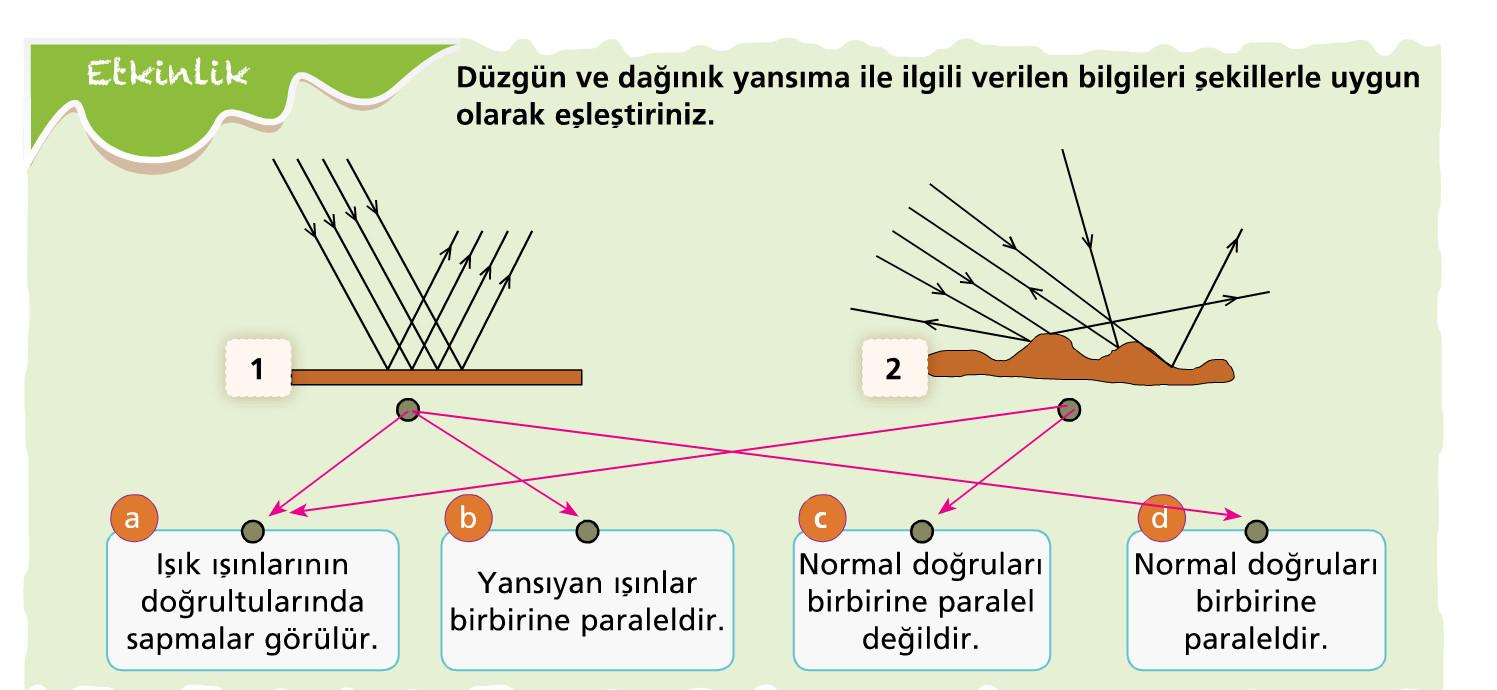 Etkinlik
Düzgün ve dağınık yansıma ile ilgili verilen bilgileri şekillerle uygun
olarak eşleştiriniz.
1
2
a
Işık ışınlarının
doğrultularında
sapmalar görülür.
b
Yansıyan ışınlar
birbirine paraleldir.
c
Normal doğruları
birbirine paralel
değildir.
d
Normal doğruları
birbirine
paraleldir.